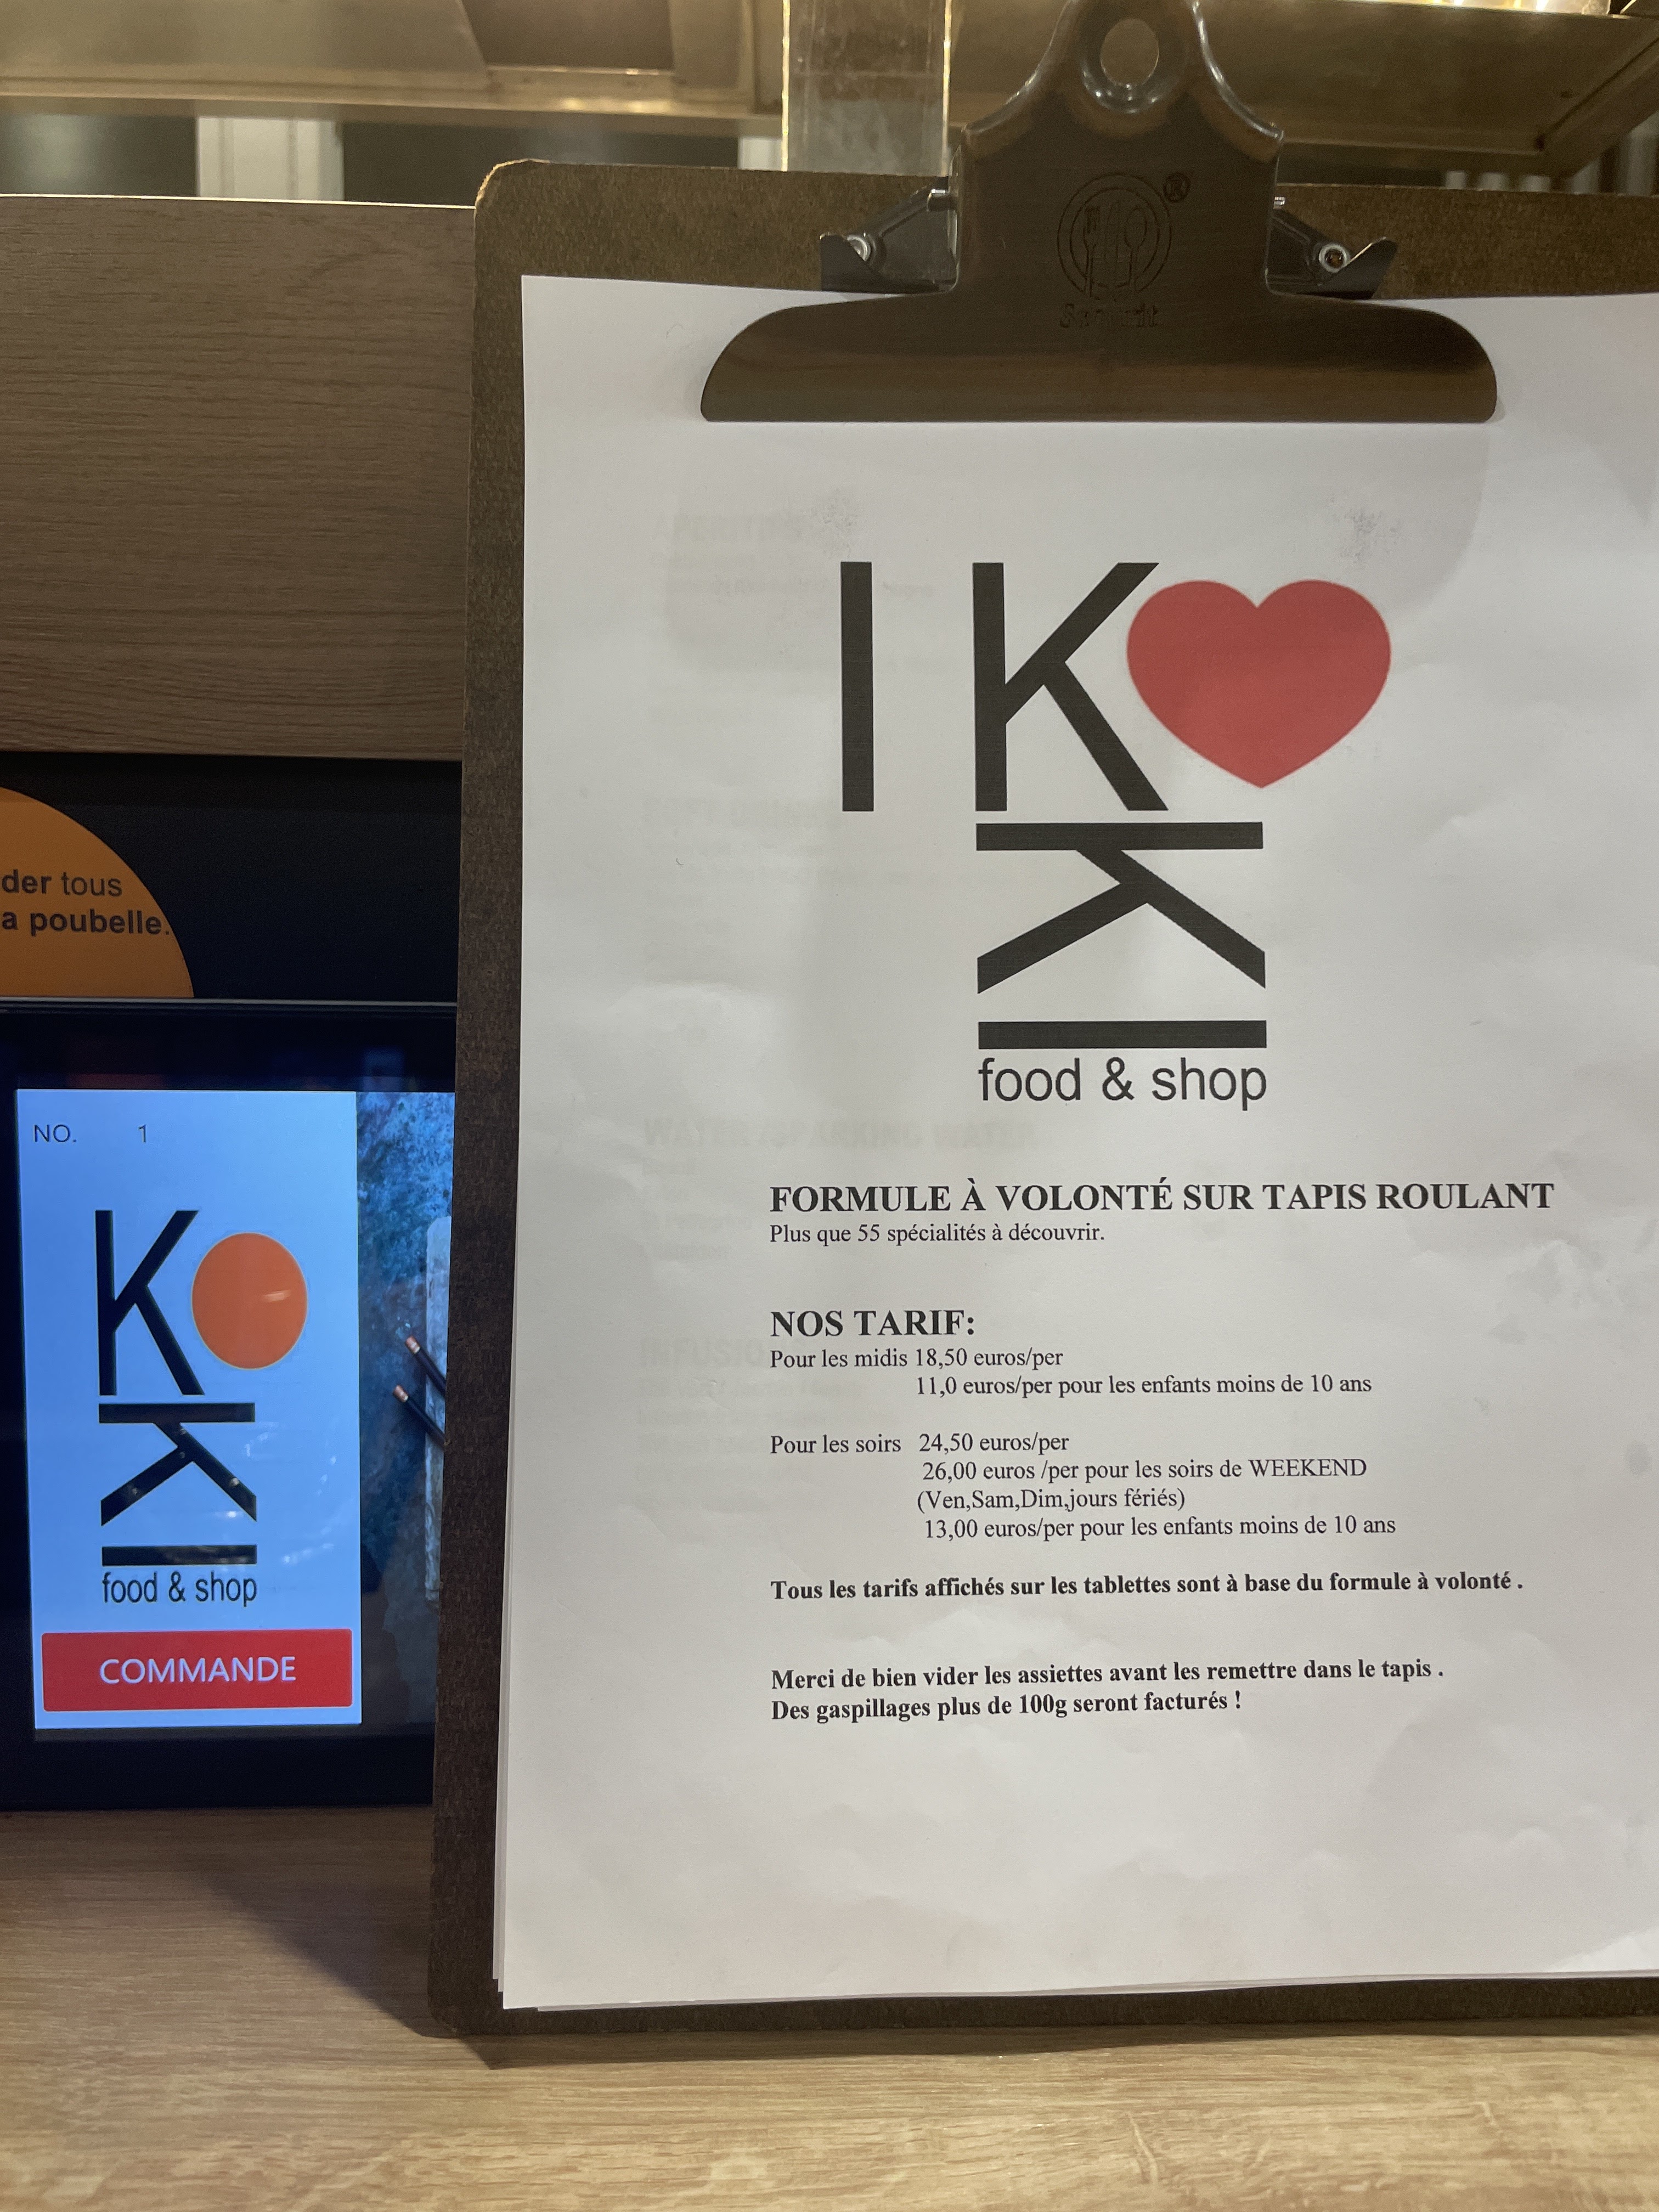 I K
KI
food & shop
FORMULE À VOLONTÉ SUR TAPIS ROULANT
Plus que 55 spécialités à découvrir.
NOS TARIF:
Pour les midis 18,50 euros/per
11,0 euros/per pour les enfants moins de 10 ans
Pour les soirs 24,50 euros/per
26,00 euros /per pour les soirs de WEEKEND
(Ven,Sam,Dim,jours fériés)
13,00 euros/per pour les enfants moins de 10 ans
Tous les tarifs affichés sur les tablettes sont à base du formule à volonté .
Merci de bien vider les assiettes avant les remettre dans le tapis .
Des gaspillages plus de 100g seront facturés !
der tous
a poubelle.
NO. 1
KO
KI
food & shop
COMMANDE